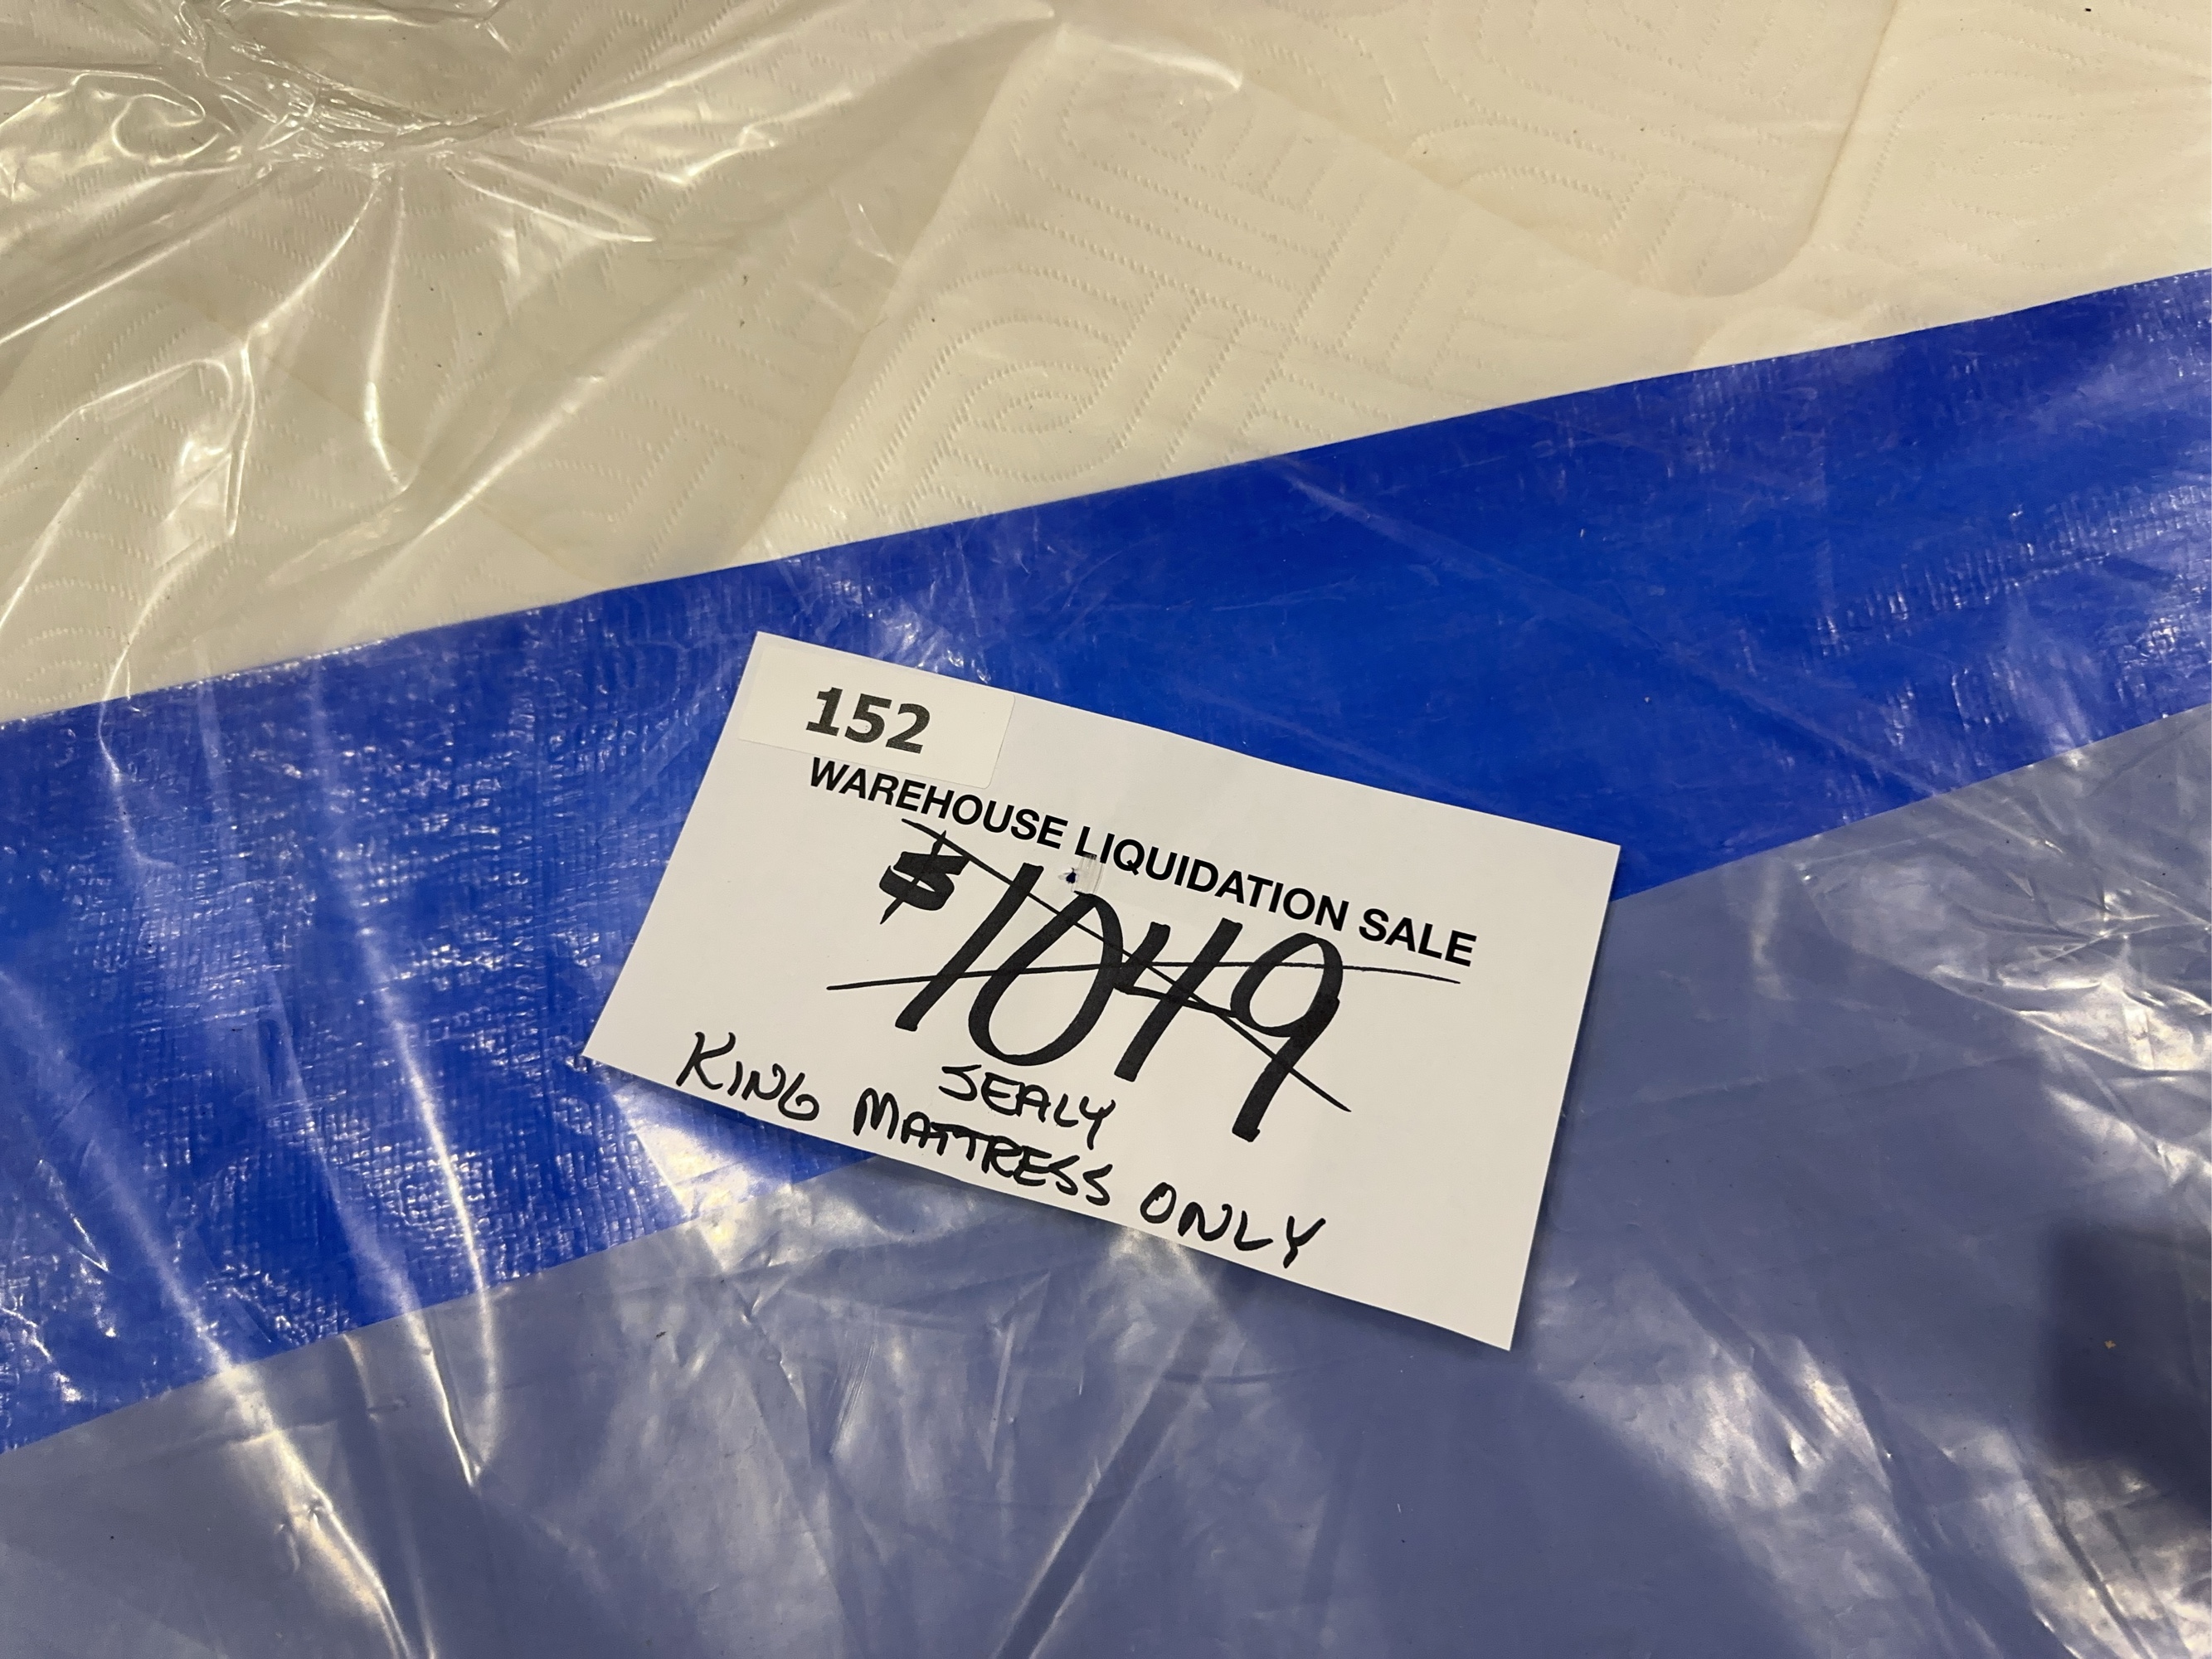 152
WAREHOUSE LIQUIDATION SALE
$1049
SEALY
KING MATTRESS ONLY